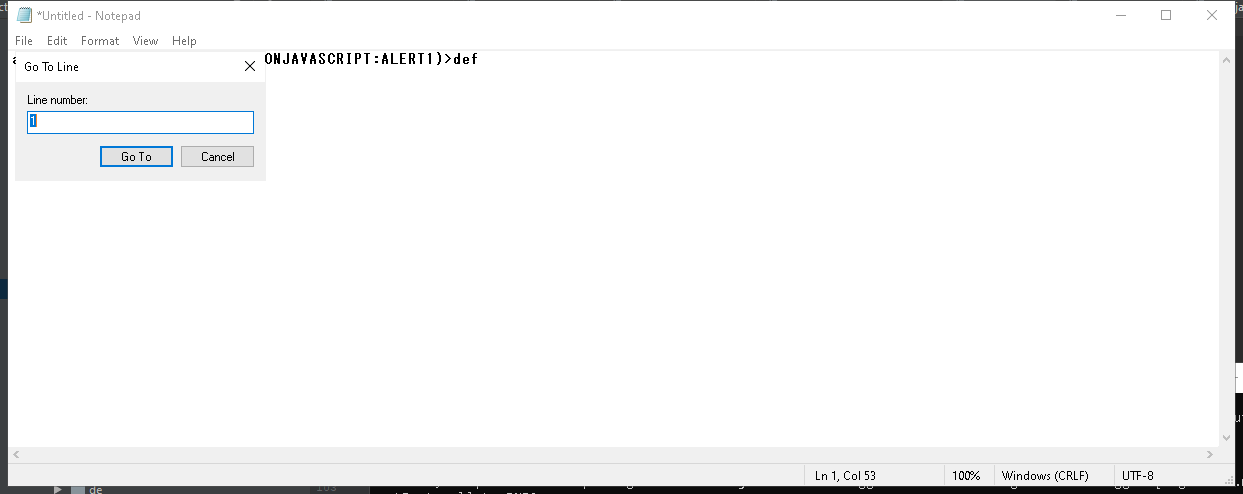 *Untitled - Notepad
File Edit Format View Help
ONJAVASCRIPT:ALERT1)>def
Go To Line
Line number:
1
Go To Cancel
Ln 1, Col 53 100% Windows (CRLF) UTF-8
de